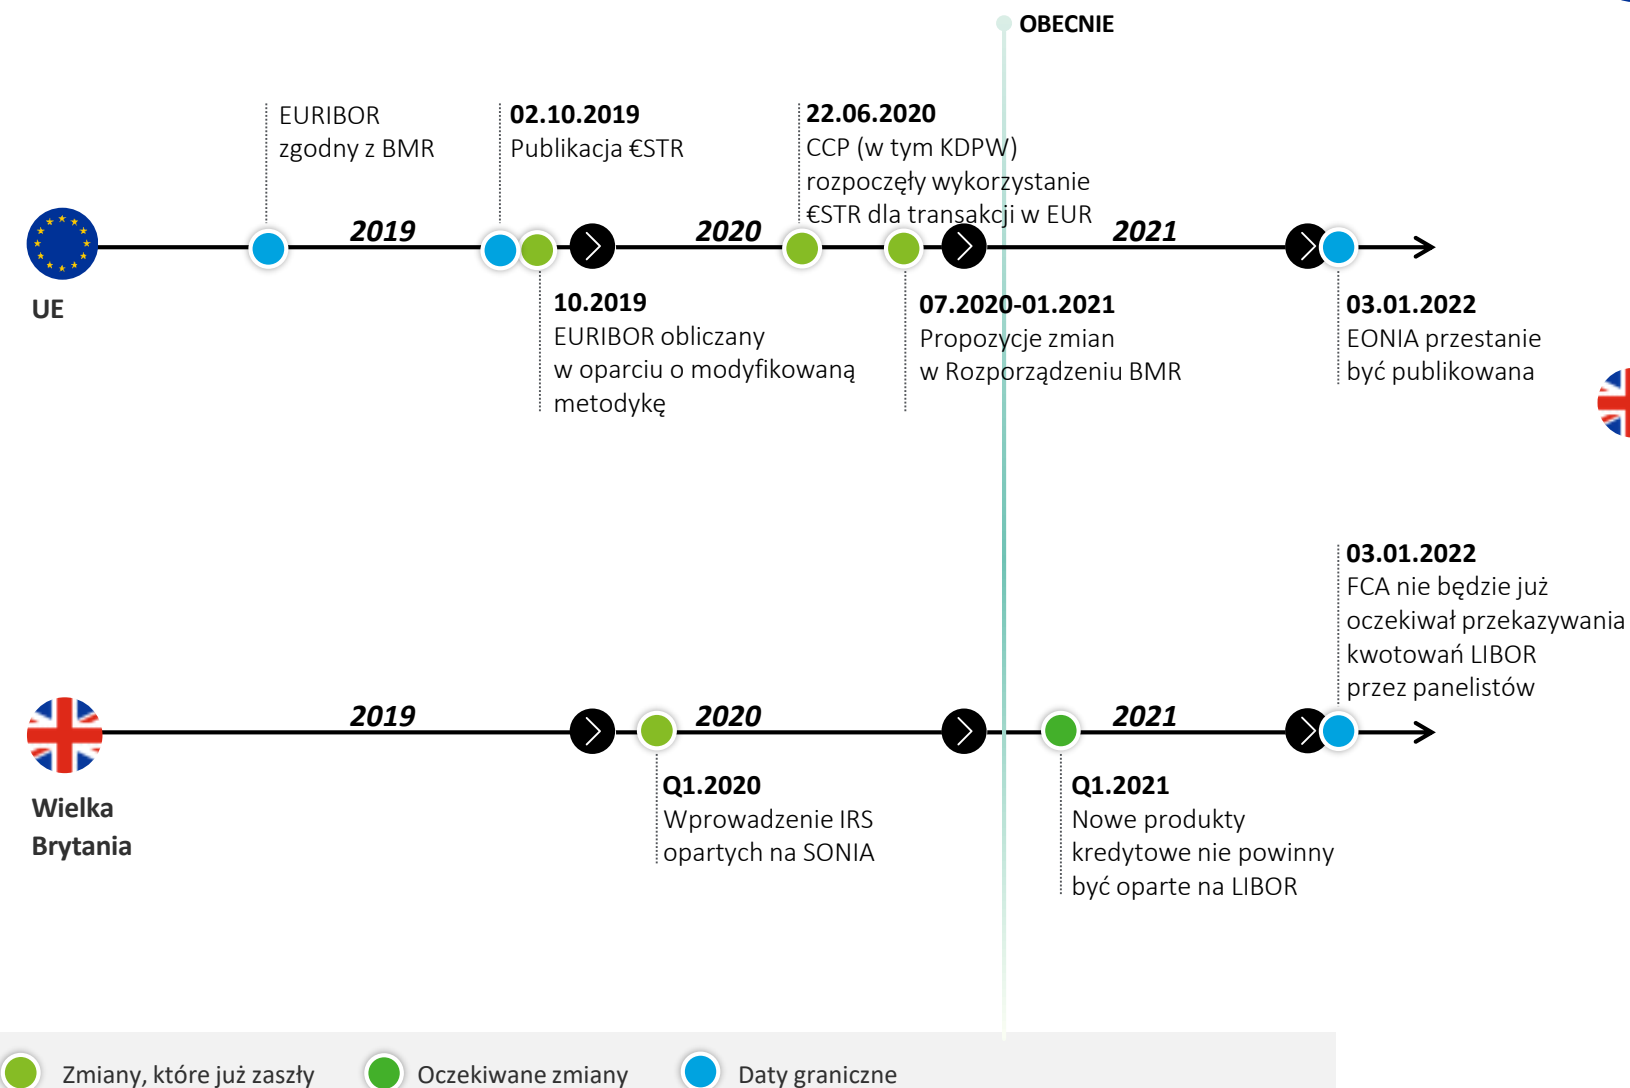 OBECNIE
EURIBOR
zgodny z BMR
02.10.2019
Publikacja €STR
22.06.2020
CCP (w tym KDPW)
rozpoczęły wykorzystanie
€STR dla transakcji w EUR
2019
2020
2021
UE
10.2019
EURIBOR obliczany
w oparciu o modyfikowaną
metodykę
07.2020-01.2021
Propozycje zmian
w Rozporządzeniu BMR
03.01.2022
EONIA przestanie
być publikowana
03.01.2022
FCA nie będzie już
oczekiwał przekazywania
kwotowań LIBOR
przez panelistów
2019
2020
2021
Wielka
Brytania
Q1.2020
Wprowadzenie IRS
opartych na SONIA
Q1.2021
Nowe produkty
kredytowe nie powinny
być oparte na LIBOR
Zmiany, które już zaszły
Oczekiwane zmiany
Daty graniczne